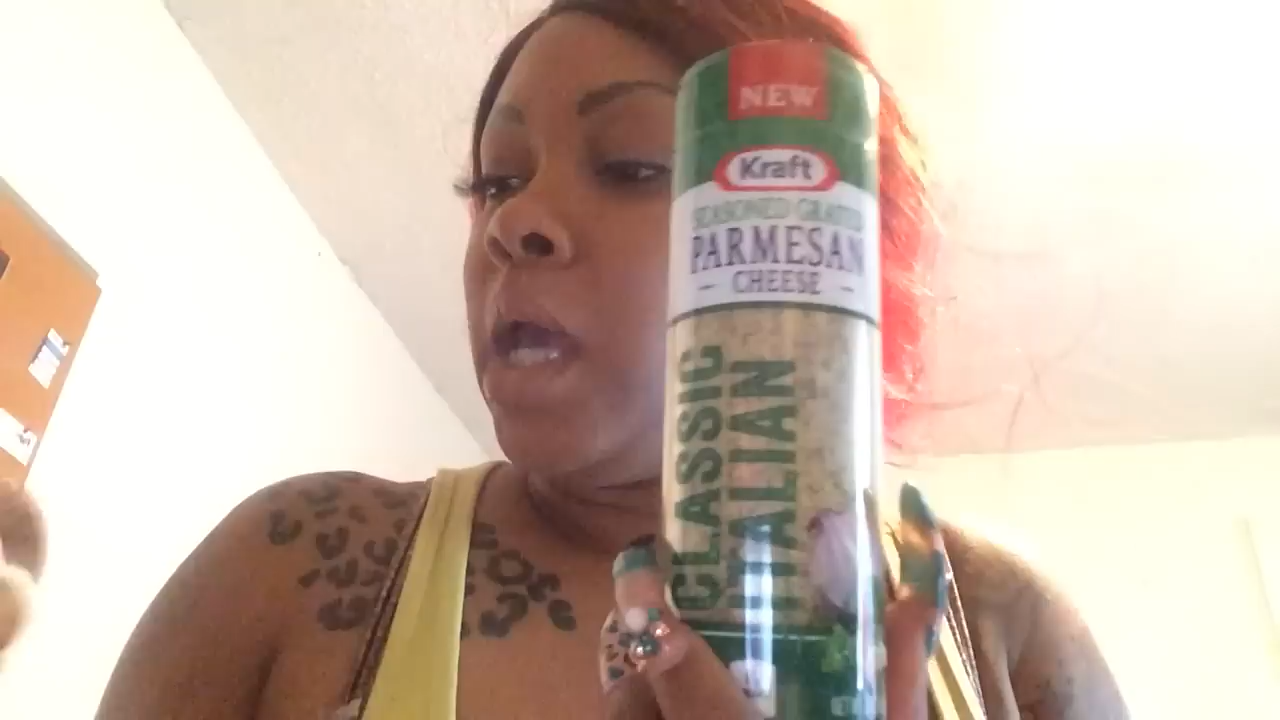 NEW
Kraft
SEASONED GRATED
PARMESAN
CHEESE
CLASSIC
ITALIAN